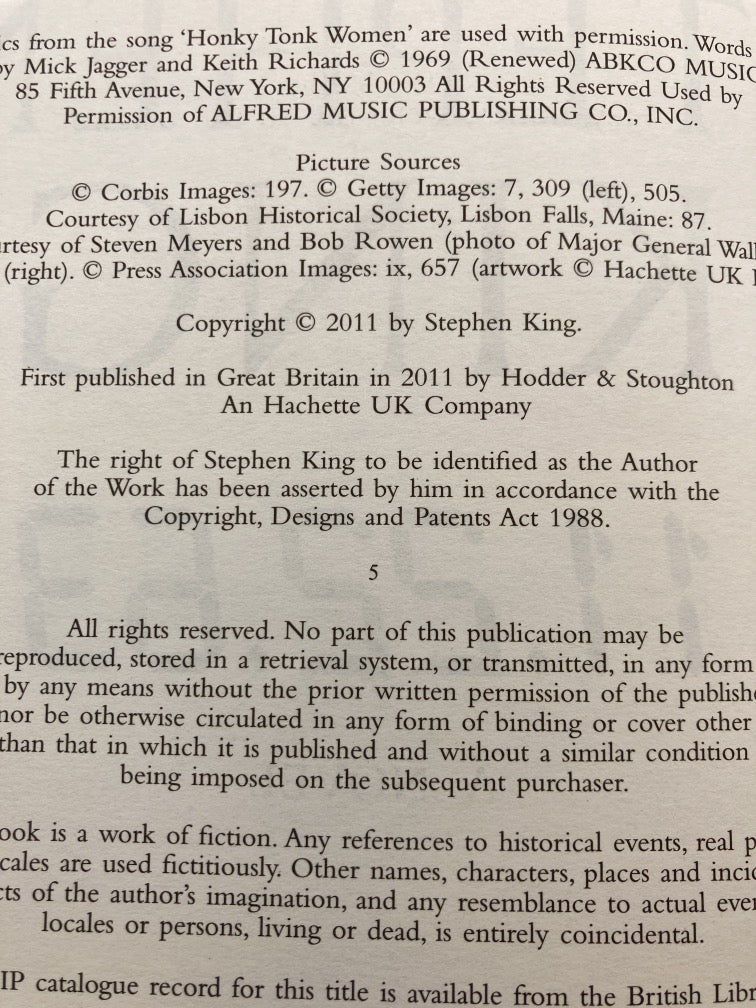 ics from the song ‘Honky Tonk Women’ are used with permission. Words
by Mick Jagger and Keith Richards © 1969 (Renewed) ABKCO MUSIC
85 Fifth Avenue, New York, NY 10003 All Rights Reserved Used by
Permission of ALFRED MUSIC PUBLISHING CO., INC.
Picture Sources
© Corbis Images: 197. © Getty Images: 7, 309 (left), 505.
Courtesy of Lisbon Historical Society, Lisbon Falls, Maine: 87.
rtesy of Steven Meyers and Bob Rowen (photo of Major General Wal
(right). © Press Association Images: ix, 657 (artwork © Hachette UK
Copyright © 2011 by Stephen King.
First published in Great Britain in 2011 by Hodder & Stoughton
An Hachette UK Company
The right of Stephen King to be identified as the Author
of the Work has been asserted by him in accordance with the
Copyright, Designs and Patents Act 1988.
5
All rights reserved. No part of this publication may be
reproduced, stored in a retrieval system, or transmitted, in any form
by any means without the prior written permission of the publishe
nor be otherwise circulated in any form of binding or cover other
than that in which it is published and without a similar condition
being imposed on the subsequent purchaser.
ook is a work of fiction. Any references to historical events, real p
cales are used fictitiously. Other names, characters, places and incid
cts of the author’s imagination, and any resemblance to actual even
locales or persons, living or dead, is entirely coincidental.
IP catalogue record for this title is available from the British Libr